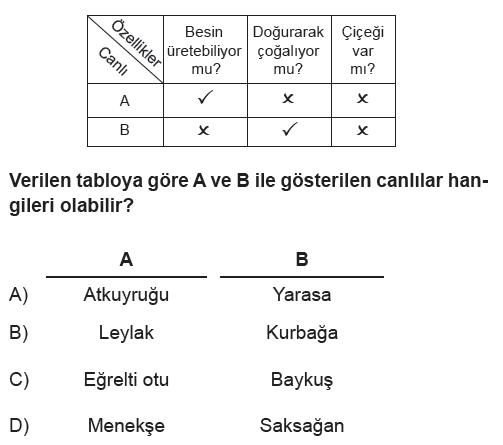 Özellikler
Canlı
Besin üretebiliyor mu?
Doğurarak çoğalıyor mu?
Çiçeği var mı?
A ✓ x x
B x ✓ x
Verilen tabloya göre A ve B ile gösterilen canlılar han-
gileri olabilir?
A B
A) Atkuyruğu Yarasa
B) Leylak Kurbağa
C) Eğrelti otu Baykuş
D) Menekşe Saksağan